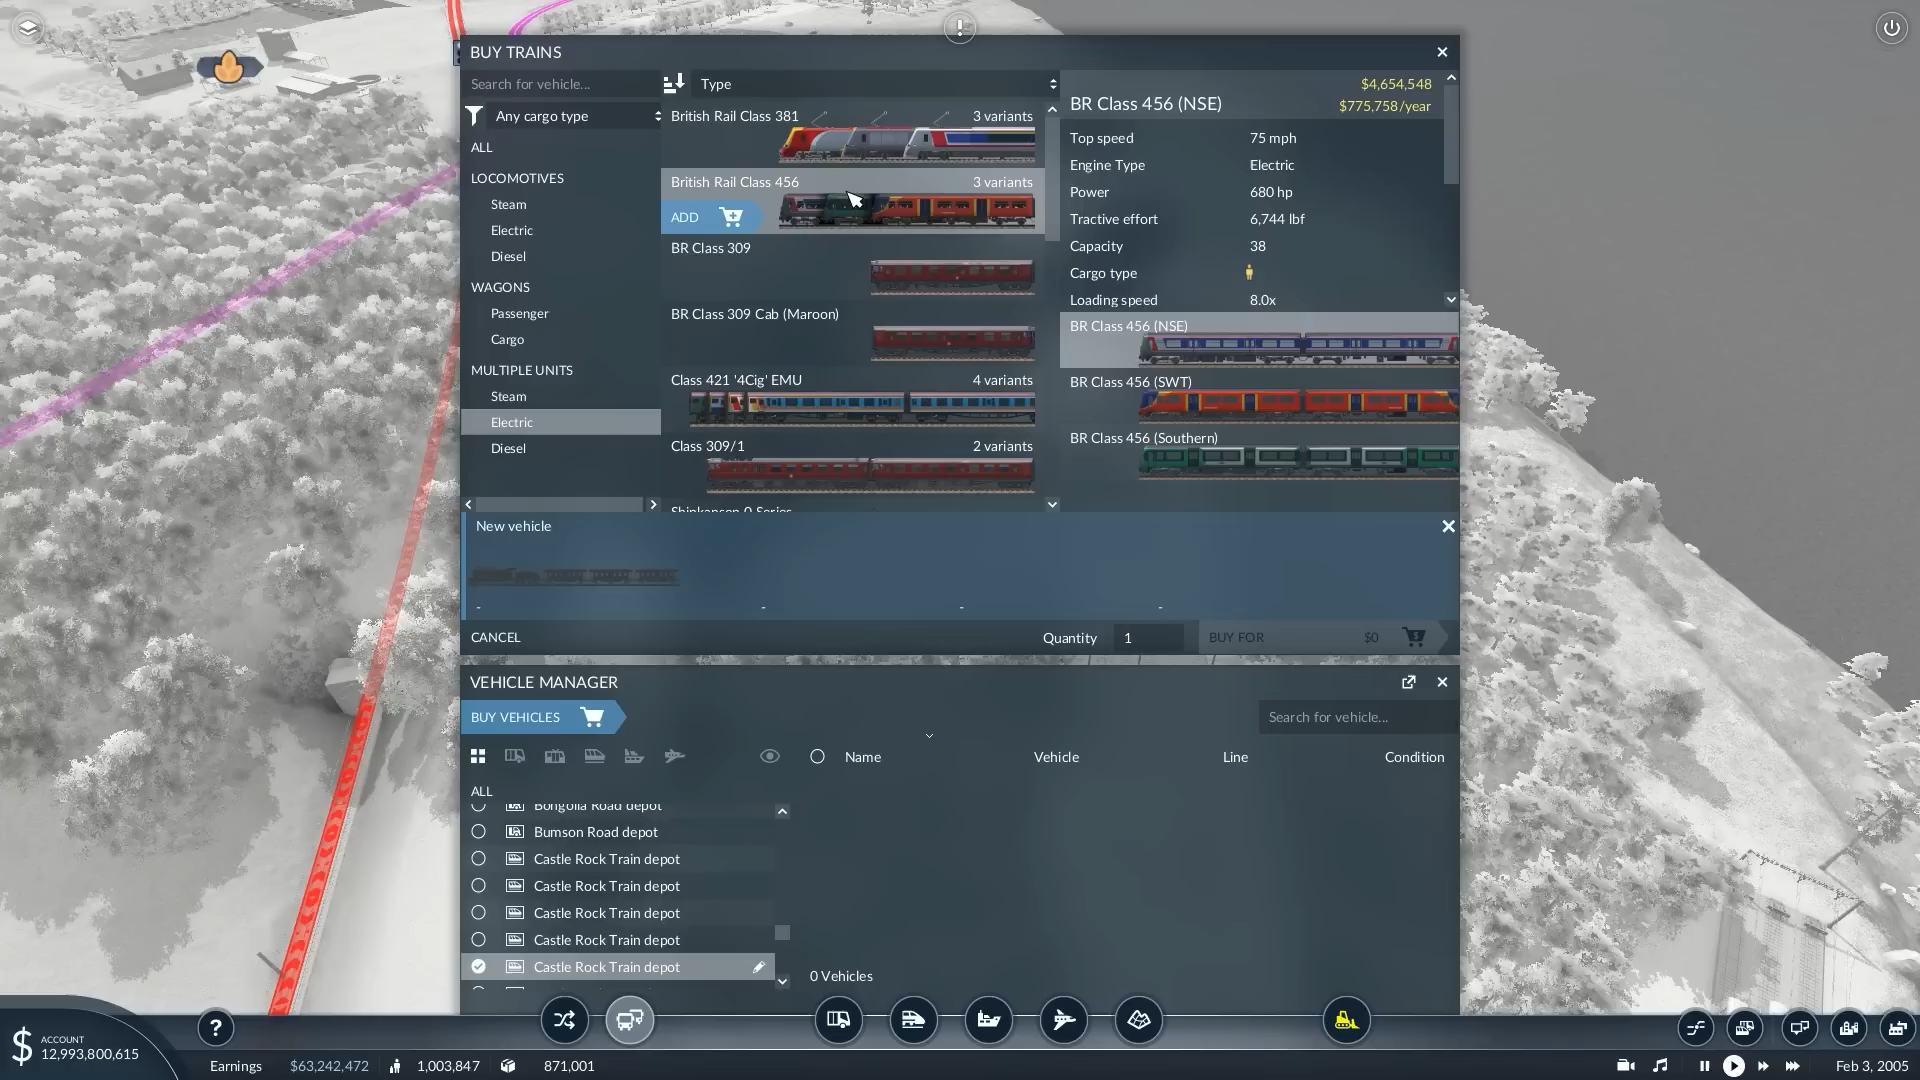 BUY TRAINS
Search for vehicle...
Type
Any cargo type
ALL
LOCOMOTIVES
Steam
Electric
Diesel
WAGONS
Passenger
Cargo
MULTIPLE UNITS
Steam
Electric
Diesel
British Rail Class 381 3 variants
British Rail Class 456 3 variants
ADD
BR Class 309
BR Class 309 Cab (Maroon)
Class 421 '4Cig' EMU 4 variants
Class 309/1 2 variants
Shinkansen 0 Series
$4,654,548
BR Class 456 (NSE)
$775,758/year
Top speed 75 mph
Engine Type Electric
Power 680 hp
Tractive effort 6,744 lbf
Capacity 38
Cargo type
Loading speed 8.0x
BR Class 456 (NSE)
BR Class 456 (SWT)
BR Class 456 (Southern)
New vehicle
- - - -
CANCEL
Quantity 1
BUY FOR $0
VEHICLE MANAGER
BUY VEHICLES
Search for vehicle...
Name Vehicle Line Condition
ALL
Bongolla Road depot
Bumson Road depot
Castle Rock Train depot
Castle Rock Train depot
Castle Rock Train depot
Castle Rock Train depot
Castle Rock Train depot
0 Vehicles
?
$ ACCOUNT
12,993,800,615
Earnings $63,242,472 1,003,847 871,001
Feb 3, 2005